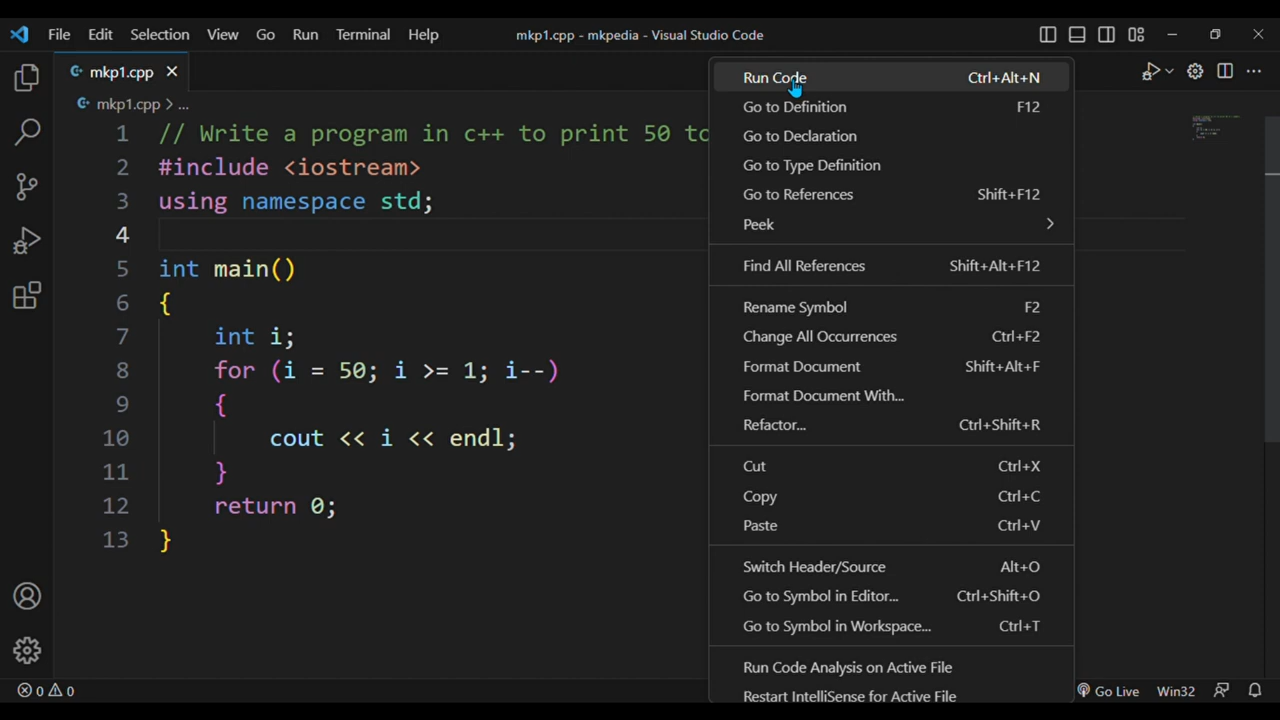 File Edit Selection View Go Run Terminal Help mkp1.cpp - mkpedia - Visual Studio Code
mkp1.cpp
mkp1.cpp > ...
1 // Write a program in c++ to print 50 to
2 #include <iostream>
3 using namespace std;
4
5 int main()
6 {
7 int i;
8 for (i = 50; i >= 1; i--)
9 {
10 cout << i << endl;
11 }
12 return 0;
13 }
Run Code Ctrl+Alt+N
Go to Definition F12
Go to Declaration
Go to Type Definition
Go to References Shift+F12
Peek >
Find All References Shift+Alt+F12
Rename Symbol F2
Change All Occurrences Ctrl+F2
Format Document Shift+Alt+F
Format Document With...
Refactor... Ctrl+Shift+R
Cut Ctrl+X
Copy Ctrl+C
Paste Ctrl+V
Switch Header/Source Alt+O
Go to Symbol in Editor... Ctrl+Shift+O
Go to Symbol in Workspace... Ctrl+T
Run Code Analysis on Active File
Restart IntelliSense for Active File
0 0 Go Live Win32